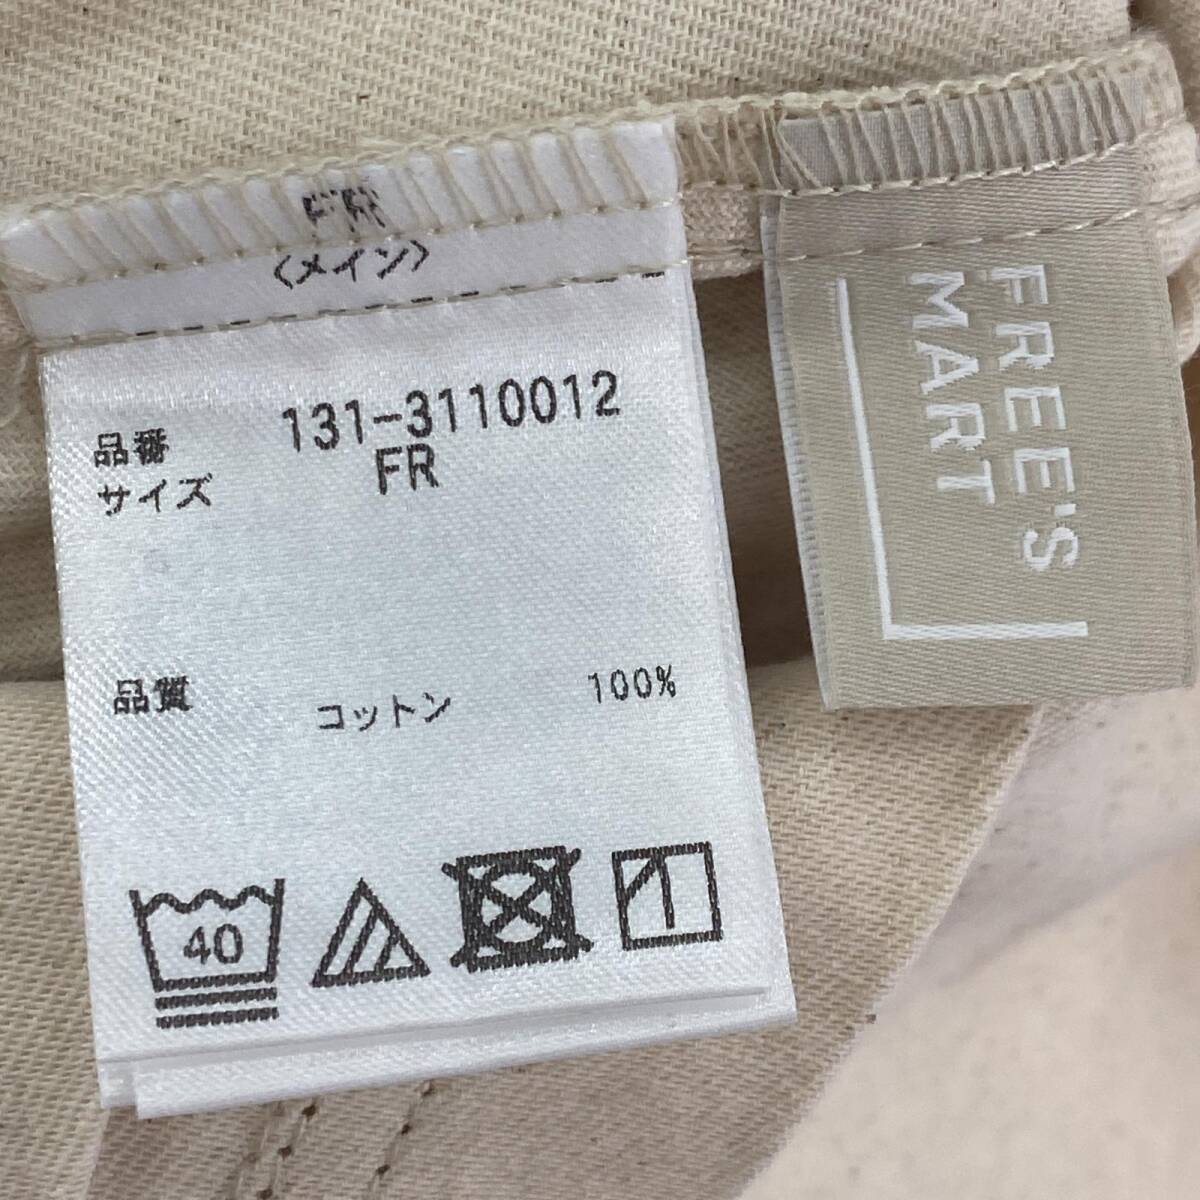 FR
〈メイン〉
品番 131-3110012
サイズ FR
品質 コットン 100%
40
FREE'S
MART